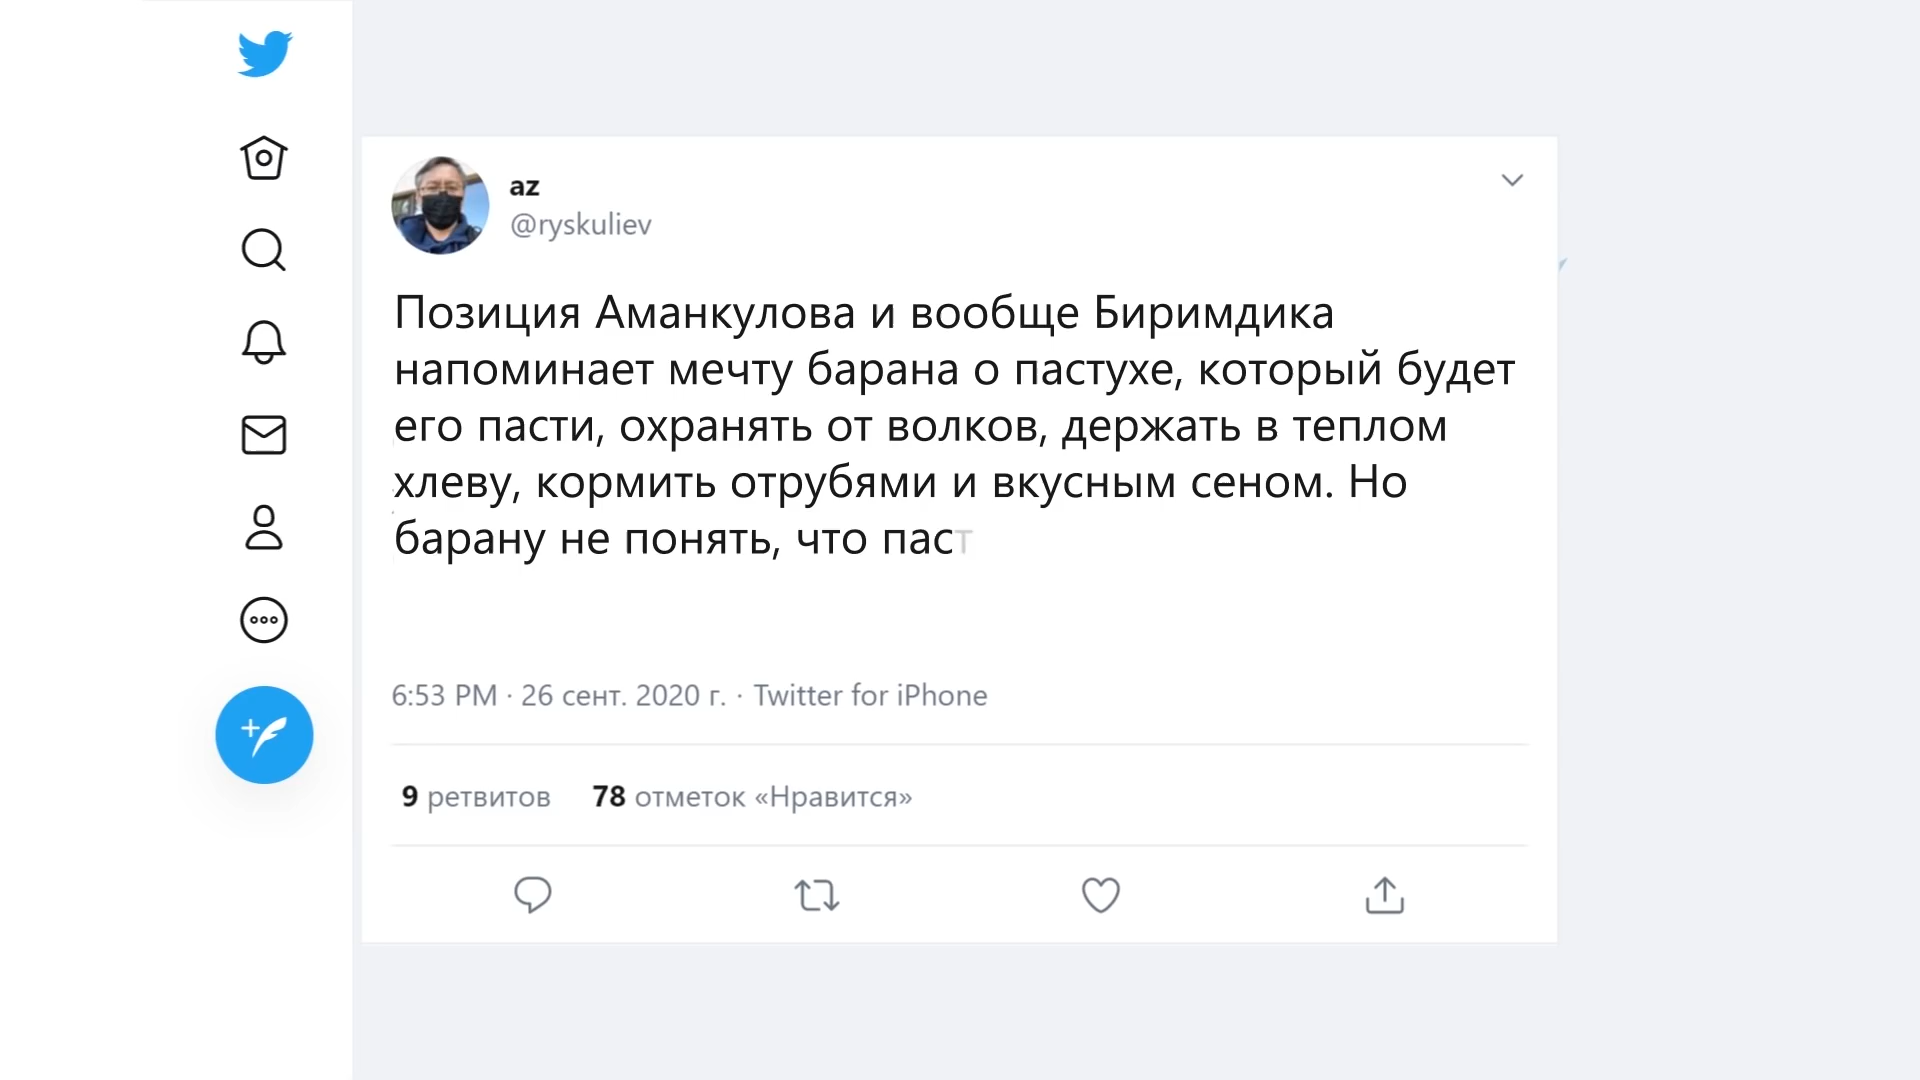 az
@ryskuliev
Позиция Аманкулова и вообще Биримдика
напоминает мечту барана о пастухе, который будет
его пасти, охранять от волков, держать в теплом
хлеву, кормить отрубями и вкусным сеном. Но
барану не понять, что паст
6:53 PM · 26 сент. 2020 г. · Twitter for iPhone
9 ретвитов 78 отметок «Нравится»